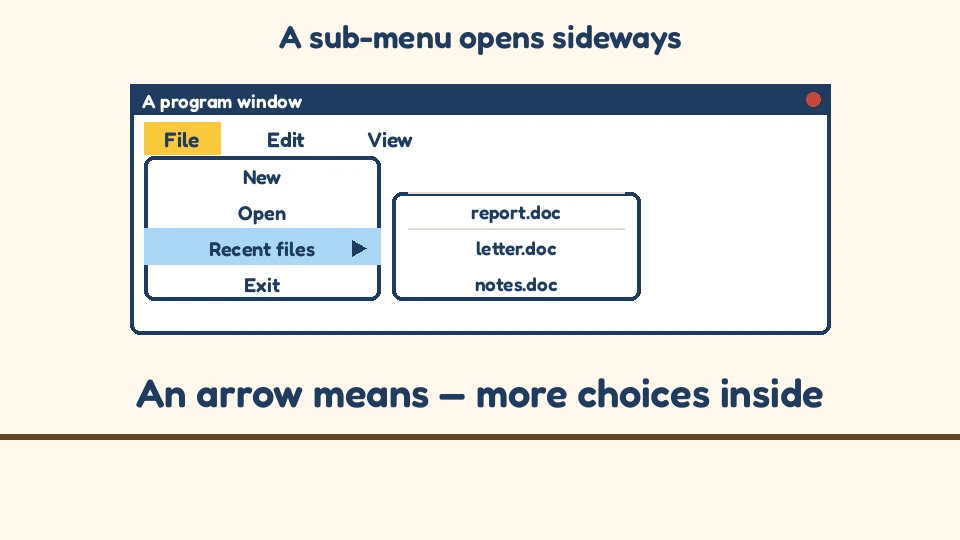 A sub-menu opens sideways
A program window
File Edit View
New
Open
Recent files
Exit
report.doc
letter.doc
notes.doc
An arrow means — more choices inside